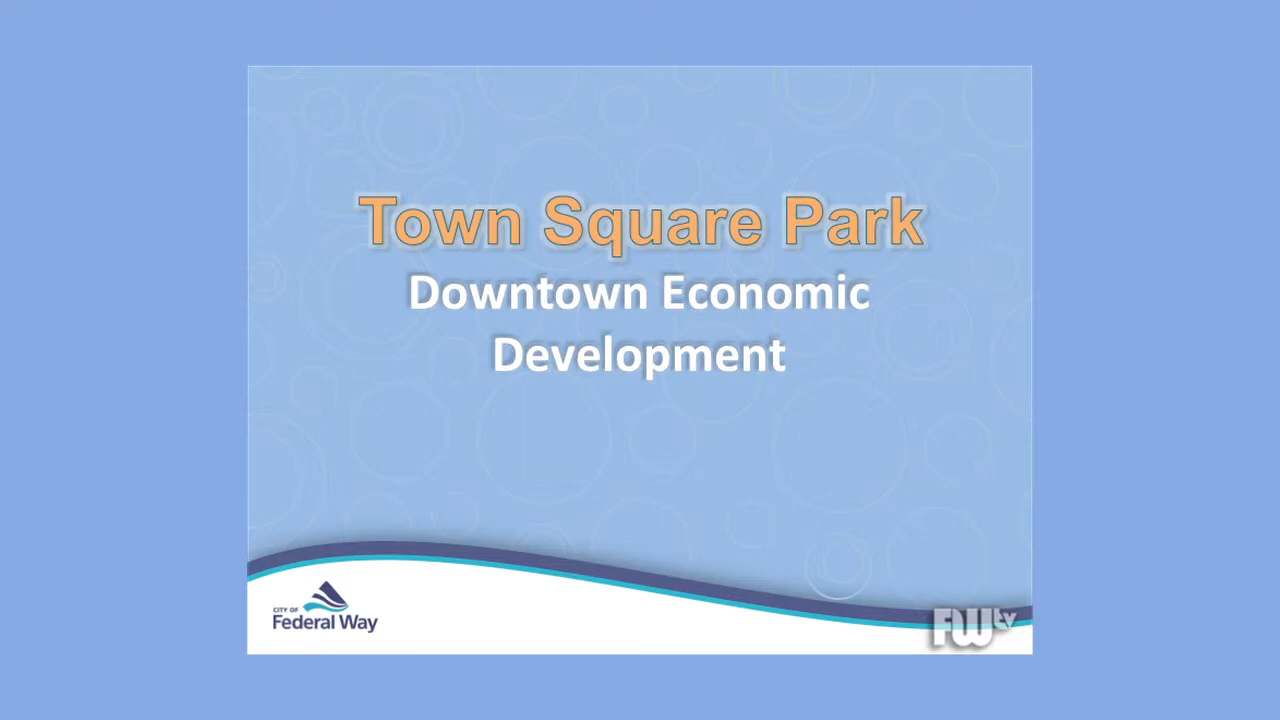 Town Square Park
Downtown Economic
Development
CITY OF
Federal Way
FWtv